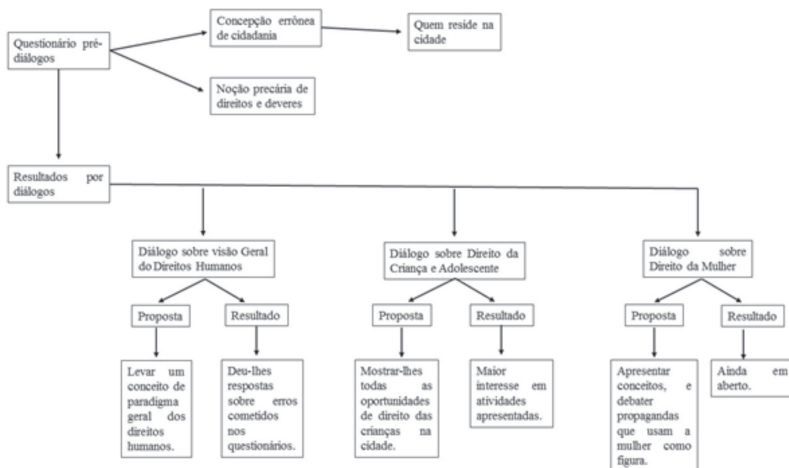 Questionário pré-
diálogos
Concepção errônea
de cidadania
Quem reside na
cidade
Noção precária de
direitos e deveres
Resultados por
diálogos
Diálogo sobre visão Geral
do Direitos Humanos
Proposta
Levar um
conceito de
paradigma
geral dos
direitos
humanos.
Resultado
Deu-lhes
respostas
sobre erros
cometidos
nos
questionários.
Diálogo sobre Direito da
Criança e Adolescente
Proposta
Mostrar-lhes
todas as
oportunidades
de direito das
crianças na
cidade.
Resultado
Maior
interesse em
atividades
apresentadas.
Diálogo sobre
Direito da Mulher
Proposta
Apresentar
conceitos, e
debater
propagandas
que usam a
mulher como
figura.
Resultado
Ainda em
aberto.